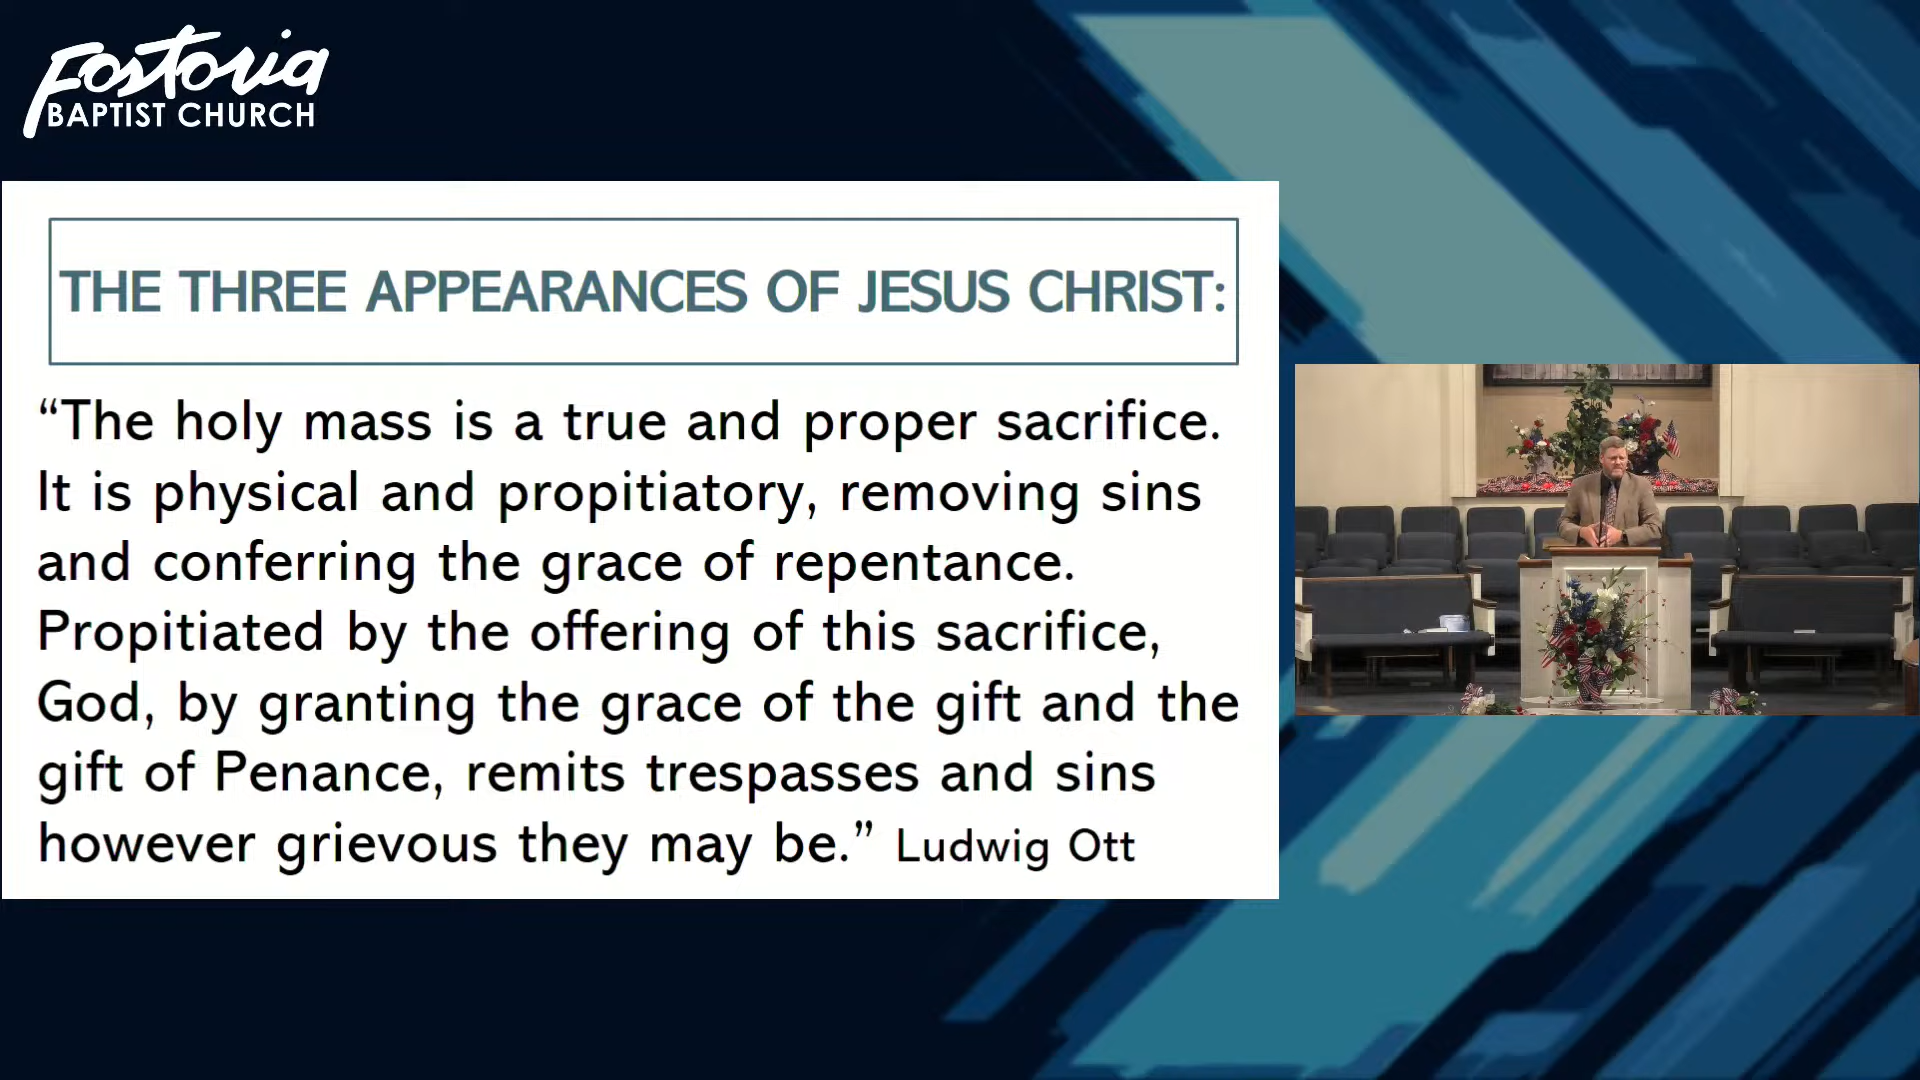 Fostoria
BAPTIST CHURCH
THE THREE APPEARANCES OF JESUS CHRIST:
“The holy mass is a true and proper sacrifice.
It is physical and propitiatory, removing sins
and conferring the grace of repentance.
Propitiated by the offering of this sacrifice,
God, by granting the grace of the gift and the
gift of Penance, remits trespasses and sins
however grievous they may be.” Ludwig Ott